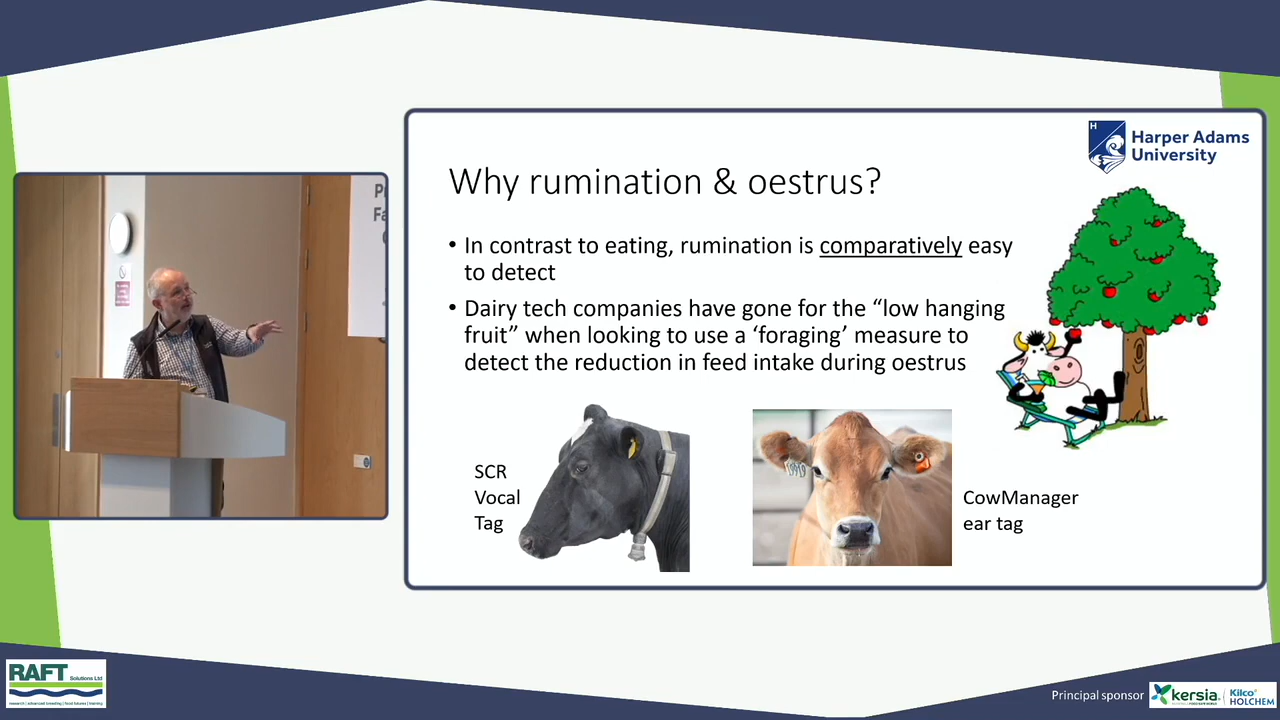 Harper Adams
University
Why rumination & oestrus?
• In contrast to eating, rumination is comparatively easy
to detect
• Dairy tech companies have gone for the “low hanging
fruit” when looking to use a ‘foraging’ measure to
detect the reduction in feed intake during oestrus
SCR
Vocal
Tag
CowManager
ear tag
RAFT
Solutions Ltd
Principal sponsor
kersia
Kilco
HOLCHEM